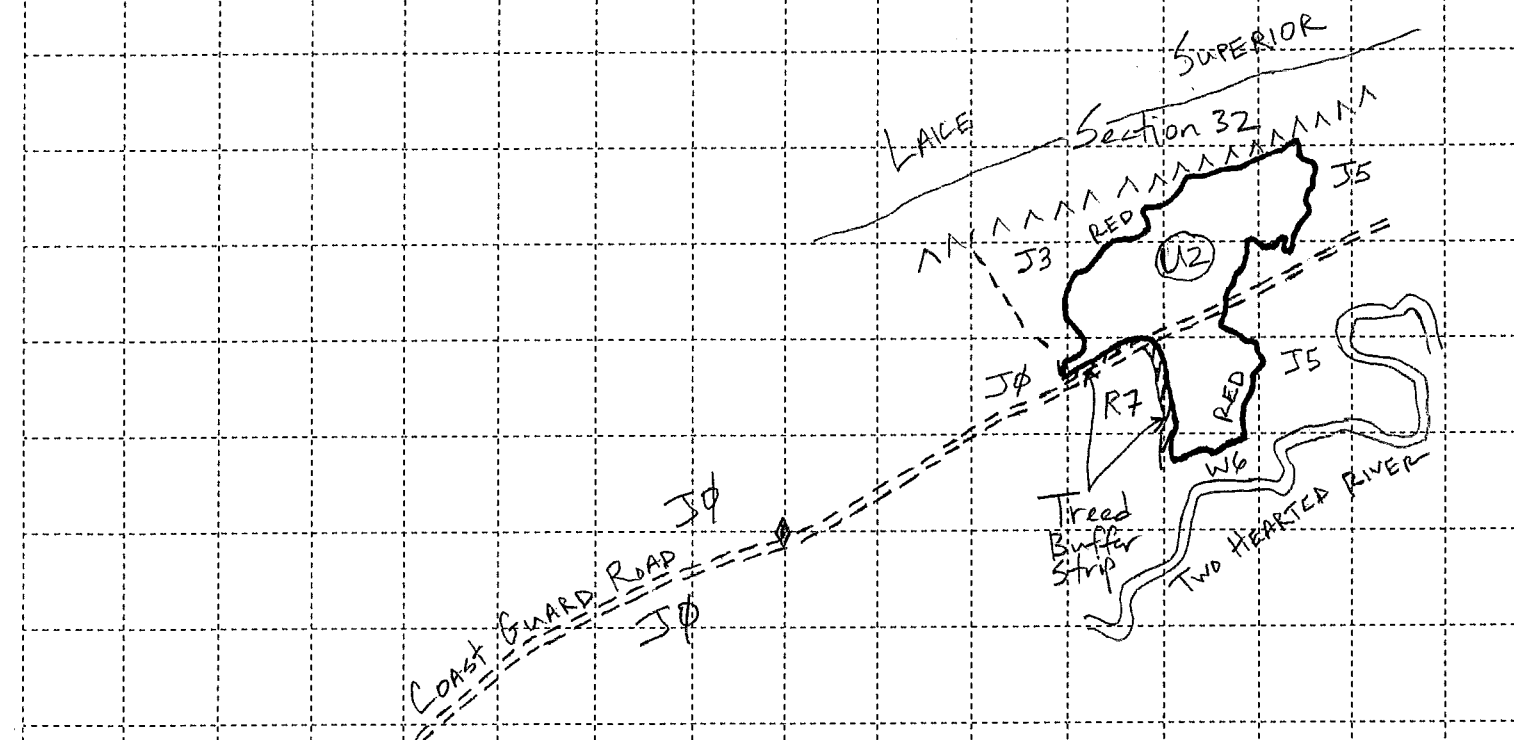 SUPERIOR
LAKE
Section 32
J5
RED
J3
U2
J5
JØ
R7
RED
W6
JØ
Treed
Buffer
Strip
TWO HEARTED RIVER
COAST GUARD ROAD
JØ